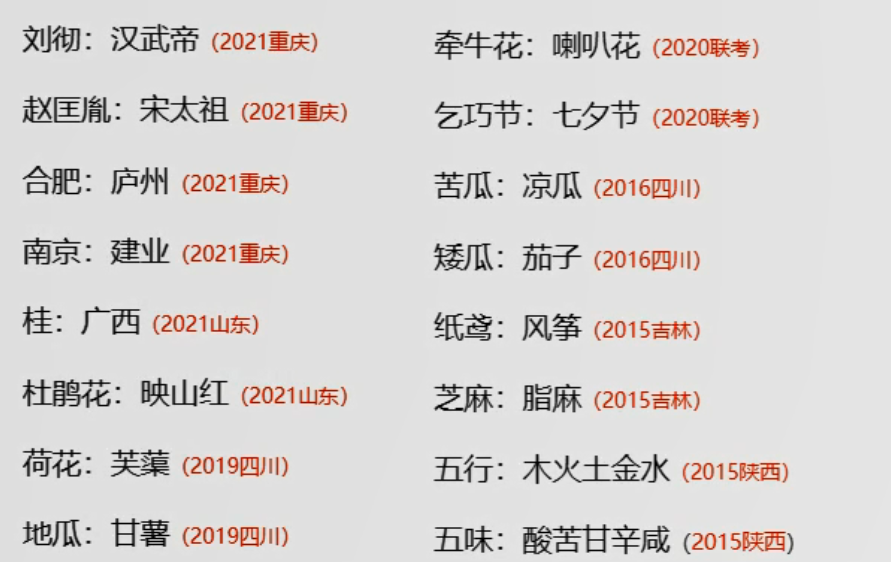 刘彻：汉武帝（2021重庆）
赵匡胤：宋太祖（2021重庆）
合肥：庐州（2021重庆）
南京：建业（2021重庆）
桂：广西（2021山东）
杜鹃花：映山红（2021山东）
荷花：芙蕖（2019四川）
地瓜：甘薯（2019四川）
牵牛花：喇叭花（2020联考）
乞巧节：七夕节（2020联考）
苦瓜：凉瓜（2016四川）
矮瓜：茄子（2016四川）
纸鸢：风筝（2015吉林）
芝麻：脂麻（2015吉林）
五行：木火土金水（2015陕西）
五味：酸苦甘辛咸（2015陕西）